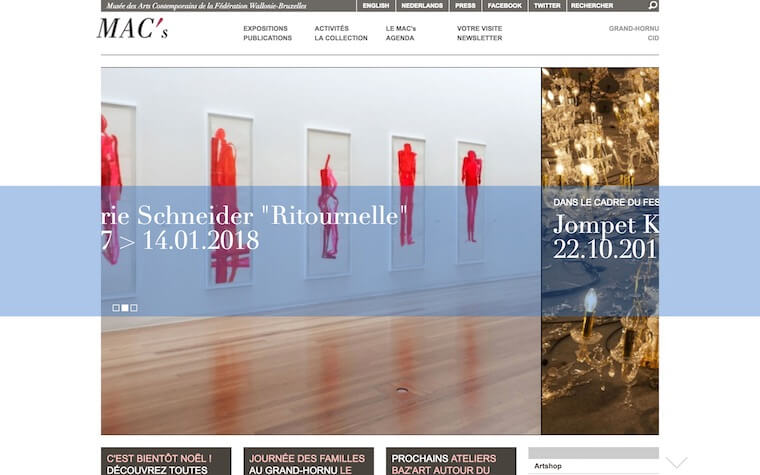 Musée des Arts Contemporains de la Fédération Wallonie-Bruxelles
ENGLISH
NEDERLANDS
PRESS
FACEBOOK
TWITTER
RECHERCHER
MAC's
EXPOSITIONS
PUBLICATIONS
ACTIVITÉS
LA COLLECTION
LE MAC's
AGENDA
VOTRE VISITE
NEWSLETTER
GRAND-HORNU
CID
rie Schneider "Ritournelle"
7 > 14.01.2018
DANS LE CADRE DU FES
Jompet K
22.10.201
C'EST BIENTÔT NOËL !
DÉCOUVREZ TOUTES
JOURNÉE DES FAMILLES
AU GRAND-HORNU LE
PROCHAINS ATELIERS
BAZ'ART AUTOUR DU
Artshop